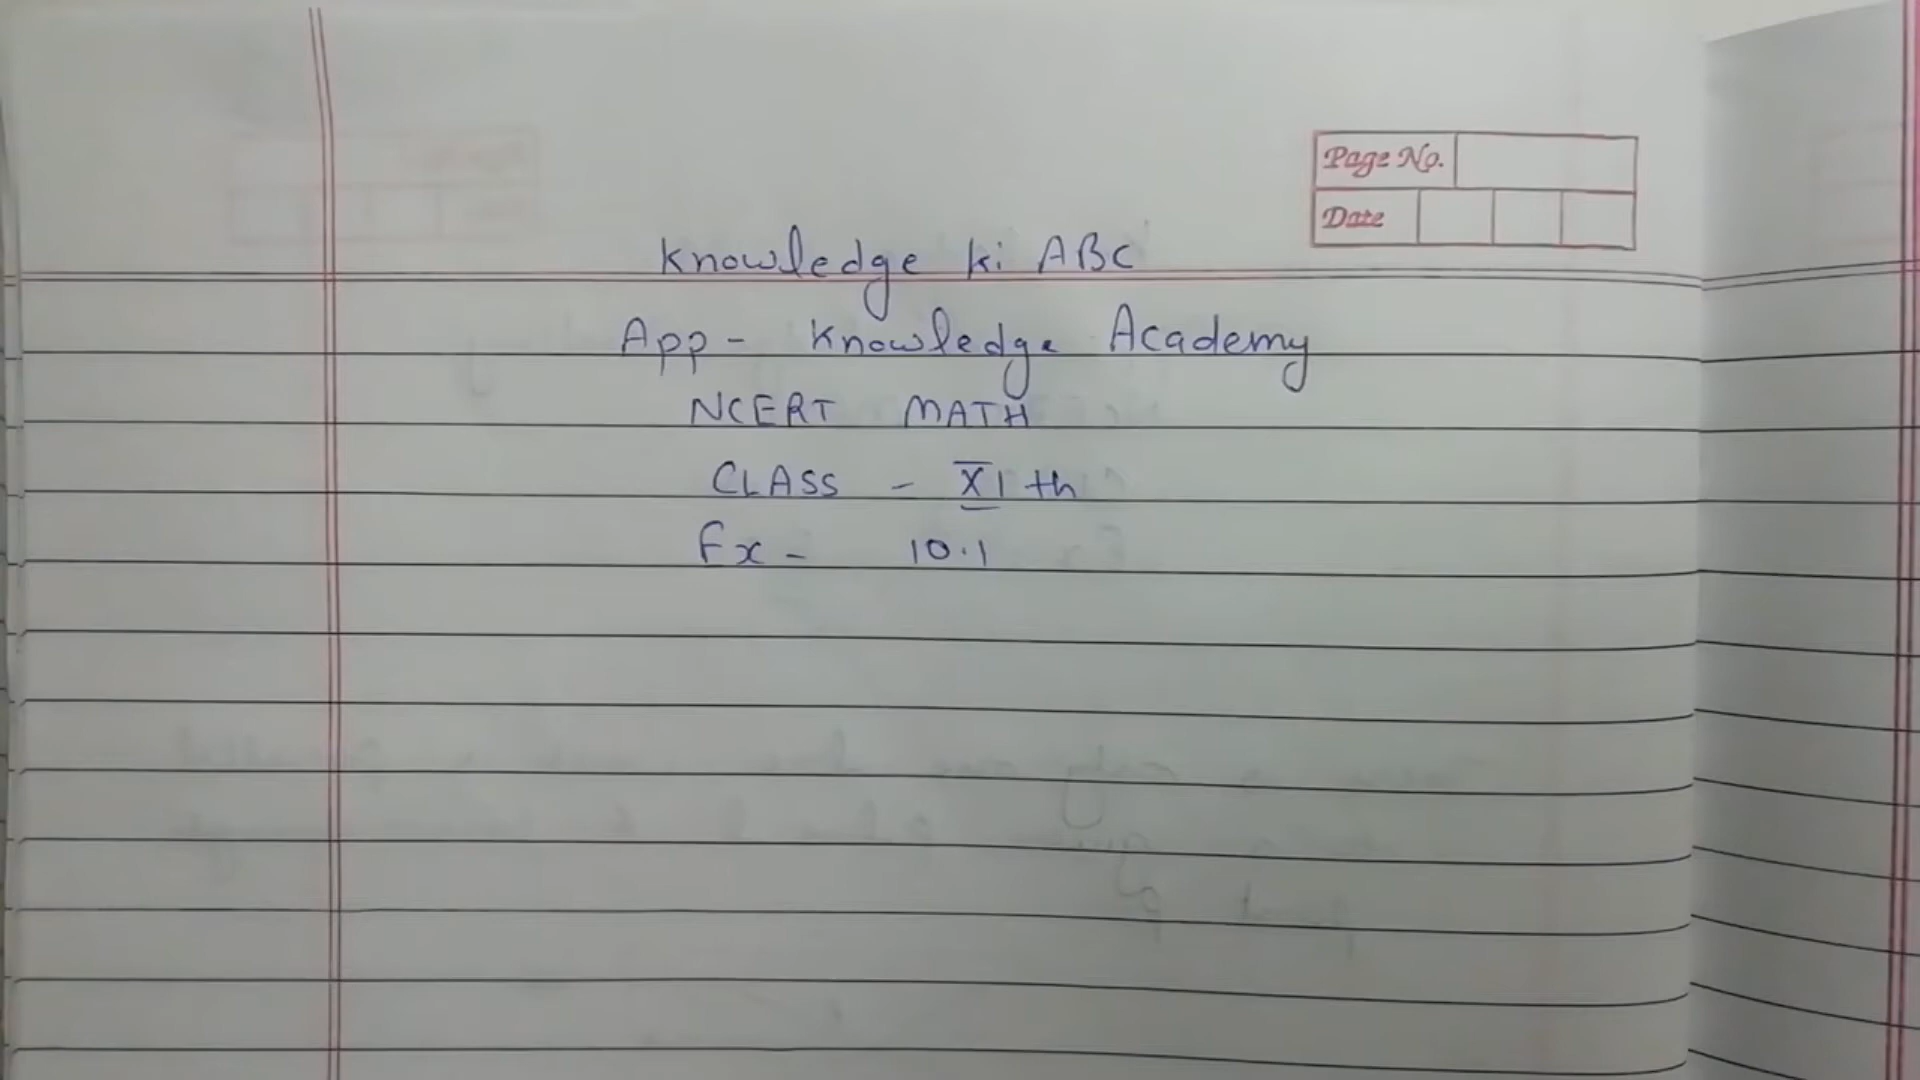 Page No.
Date
Knowledge ki ABC
App - Knowledge Academy
NCERT MATH
CLASS - XI th
Ex - 10.1